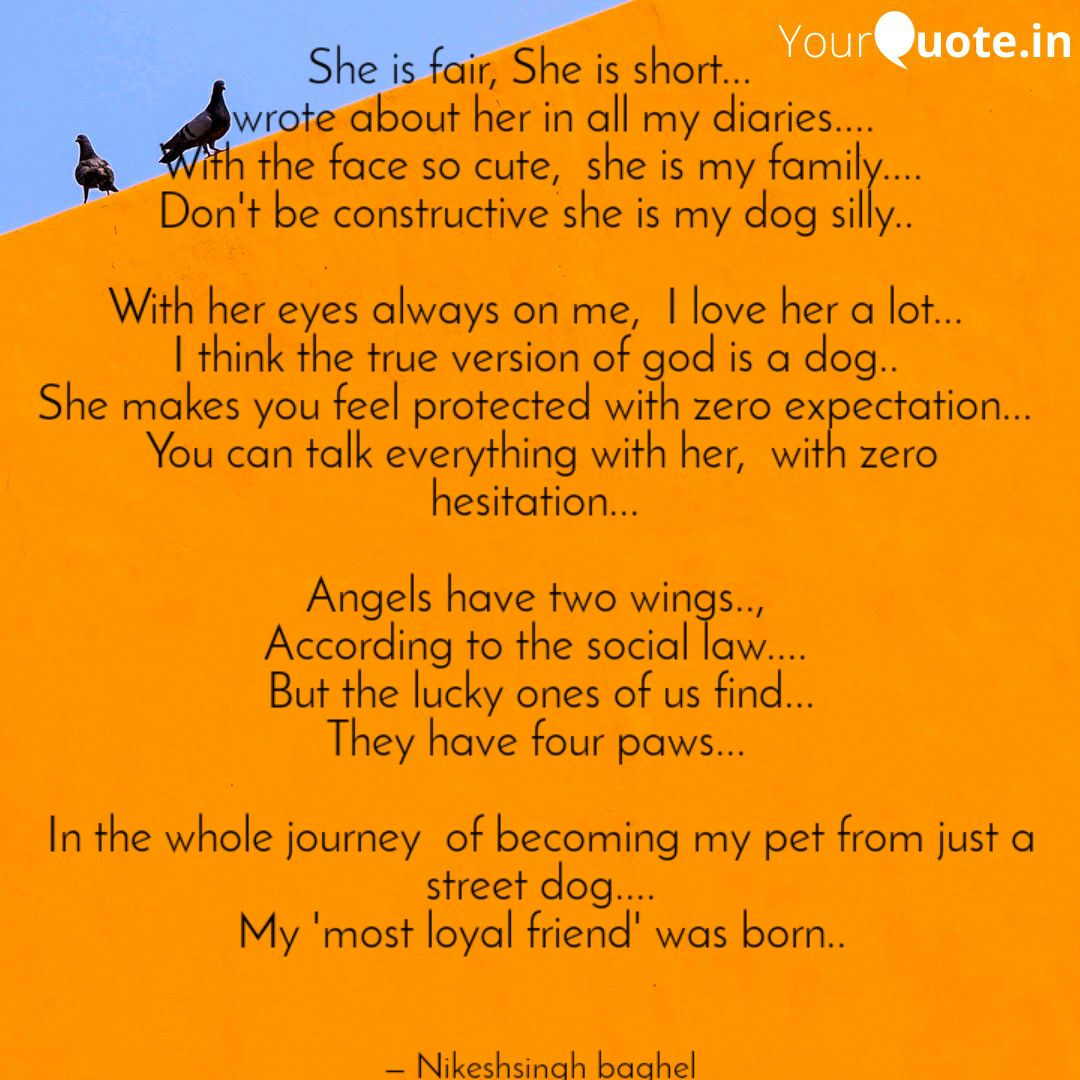 YourQuote.in
She is fair, She is short...
wrote about her in all my diaries....
With the face so cute,  she is my family....
Don't be constructive she is my dog silly..
With her eyes always on me,  I love her a lot...
I think the true version of god is a dog..
She makes you feel protected with zero expectation...
You can talk everything with her,  with zero
hesitation...
Angels have two wings..,
According to the social law....
But the lucky ones of us find...
They have four paws...
In the whole journey  of becoming my pet from just a
street dog....
My 'most loyal friend' was born..
– Nikeshsingh baghel